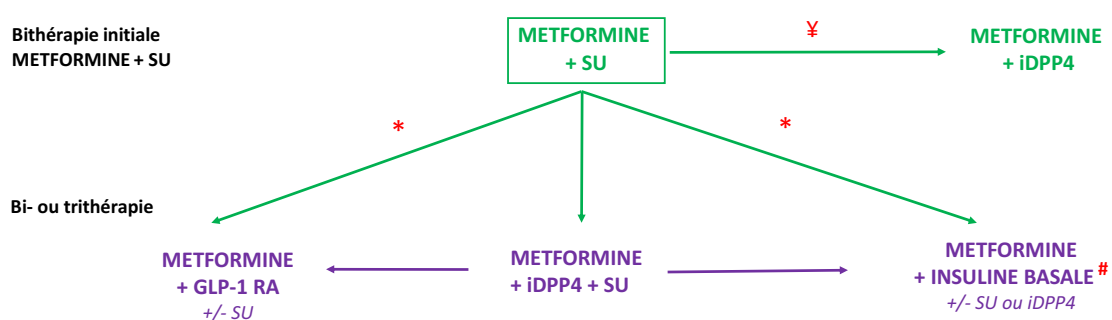 Bithérapie initiale
METFORMINE + SU
METFORMINE
+ SU
¥
METFORMINE
+ iDPP4
*
*
Bi- ou trithérapie
METFORMINE
+ GLP-1 RA
+/- SU
METFORMINE
+ iDPP4 + SU
METFORMINE
+ INSULINE BASALE #
+/- SU ou iDPP4